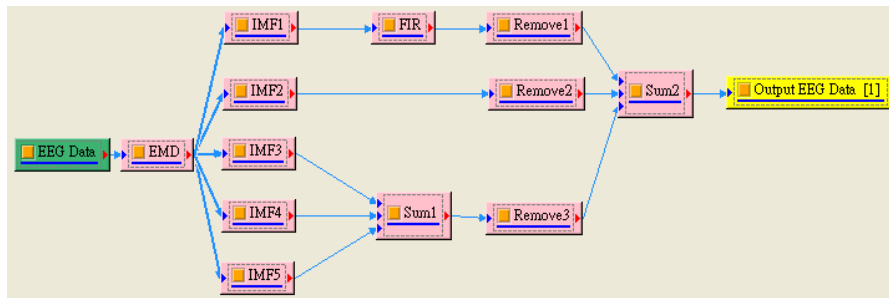 IMF1
FIR
Remove1
IMF2
Remove2
Sum2
Output EEG Data [1]
EEG Data
EMD
IMF3
IMF4
Sum1
Remove3
IMF5